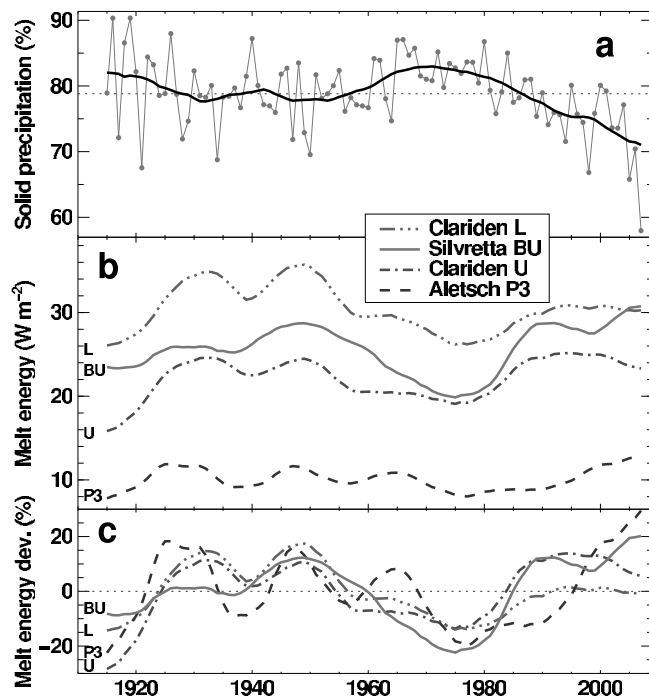 90
80
70
60
Solid precipitation (%)
a
Clariden L
Silvretta BU
Clariden U
Aletsch P3
b
30
20
10
Melt energy (W m⁻²)
L
BU
U
P3
c
20
0
−20
Melt energy dev. (%)
BU
L
P3
U
1920 1940 1960 1980 2000